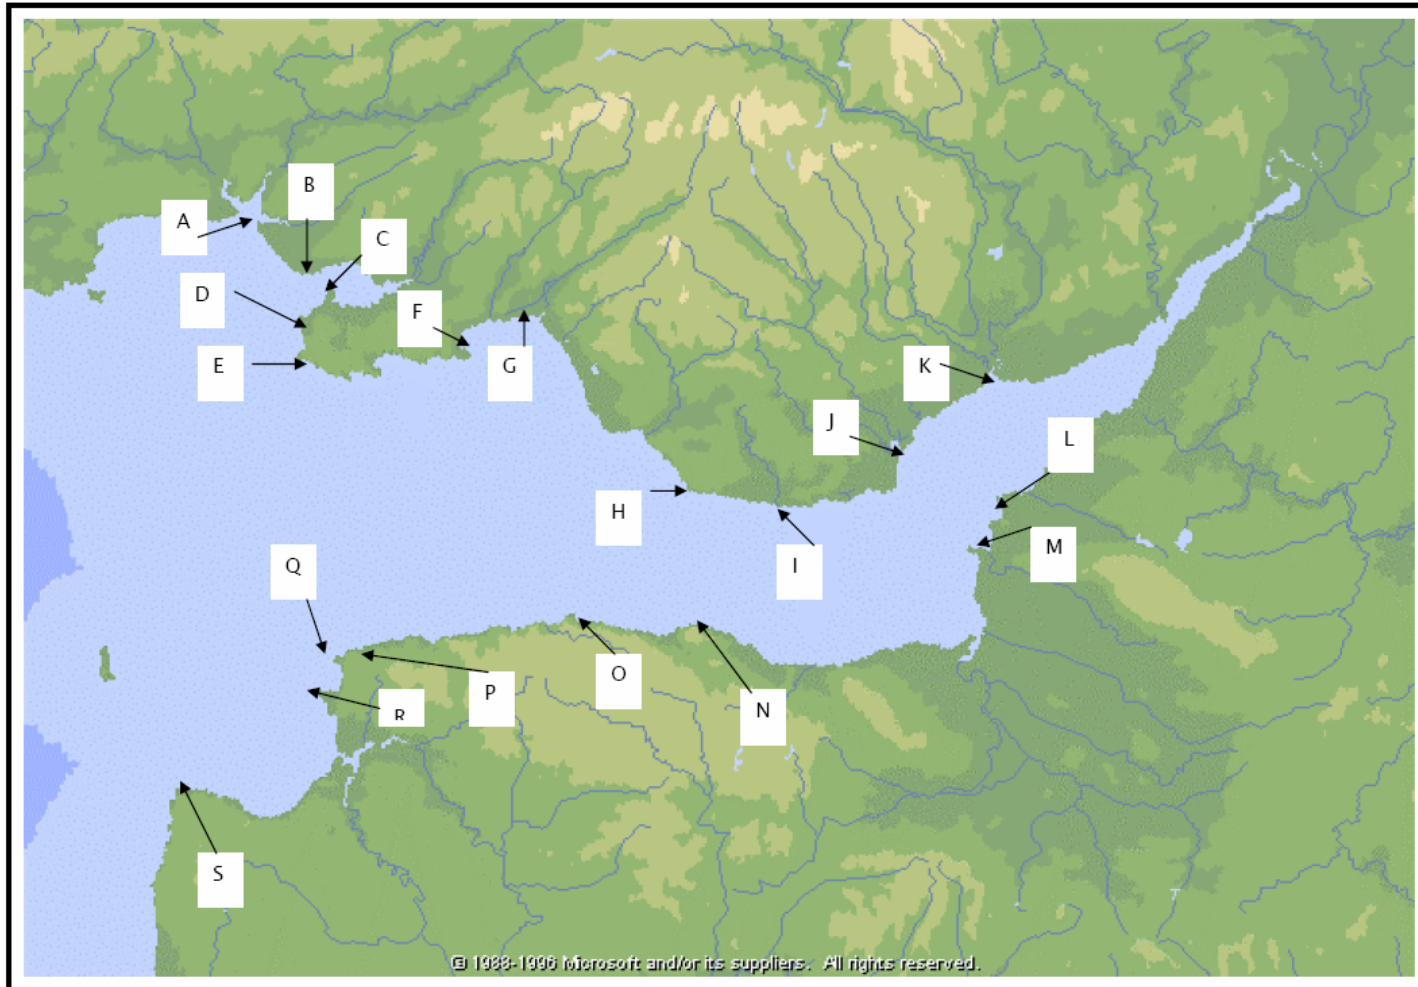 B
A
C
D
F
E
G
K
J
L
H
M
Q
I
O
P
R
N
S
© 1988-1996 Microsoft and/or its suppliers. All rights reserved.